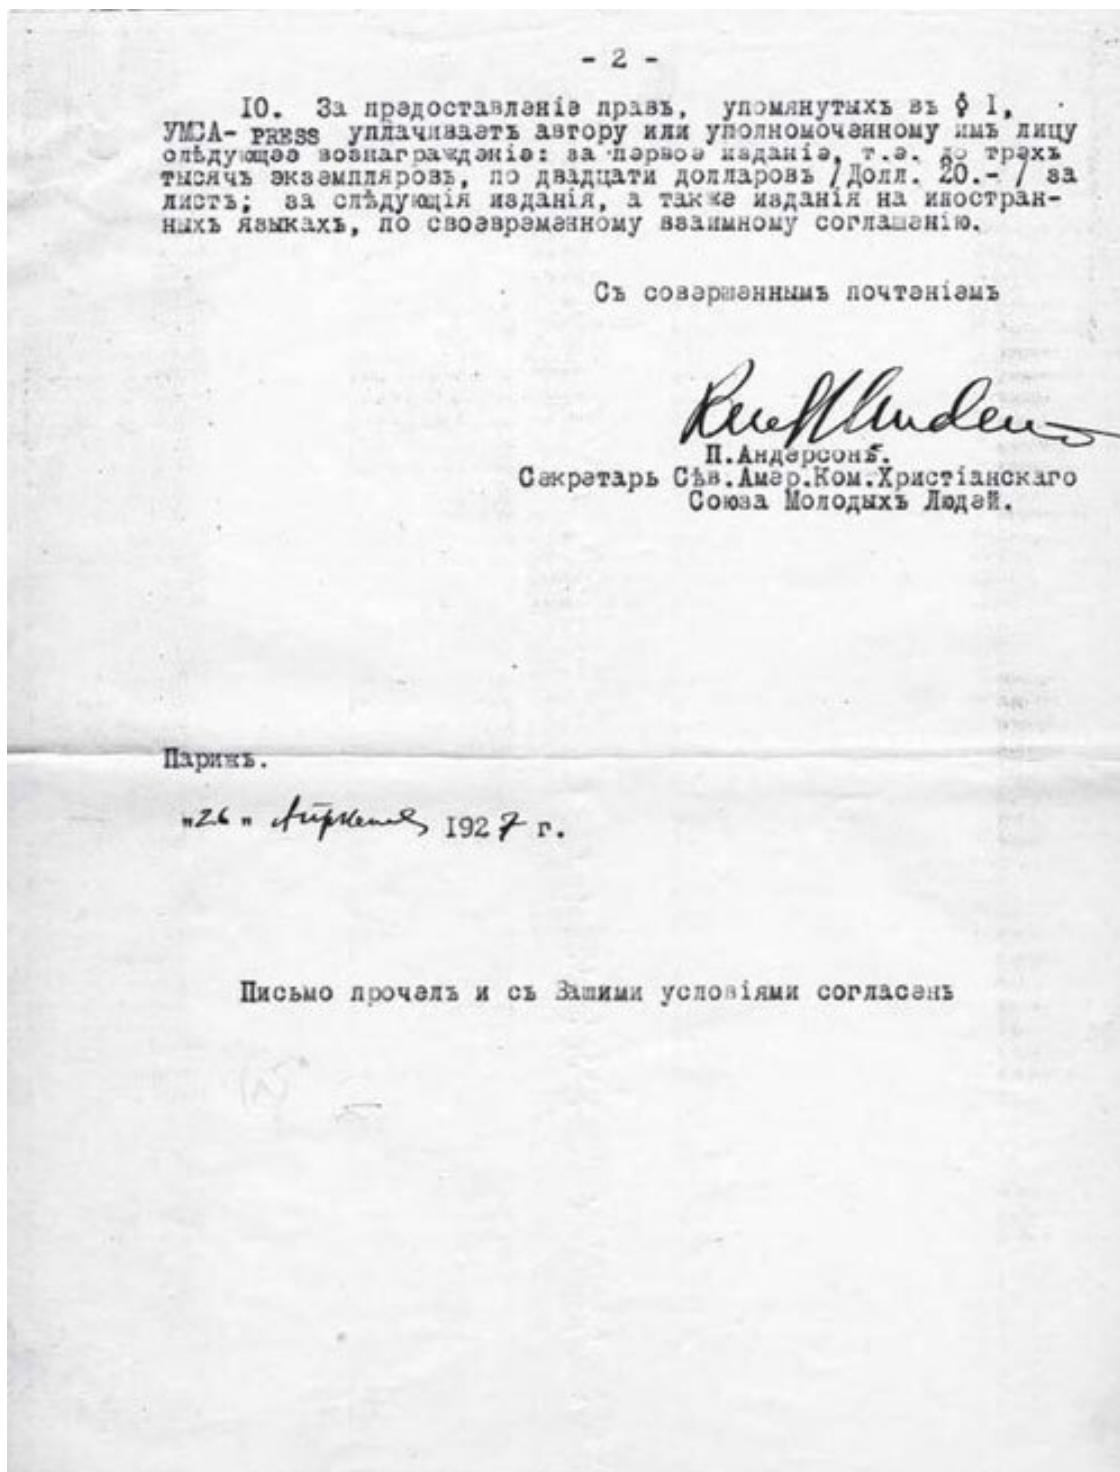 - 2 -
10. За предоставленіе правъ, упомянутыхъ въ § 1,
УМСА- PRESS уплачиваетъ автору или уполномоченному имъ лицу
слѣдующее вознагражденіе: за первое изданіе, т.е. до трехъ
тысячъ экземпляровъ, по двадцати долларовъ /Долл. 20.- / за
листъ; за слѣдующія изданія, а также изданія на иностран-
ныхъ языкахъ, по своевременному взаимному соглашенію.
Съ совершеннымъ почтеніемъ
П.Андерсонъ.
Секретарь Сѣв.Амер.Ком.Христіанскаго
Союза Молодыхъ Людей.
Парижъ.
"26" 1927 г.
Письмо прочелъ и съ Вашими условіями согласенъ